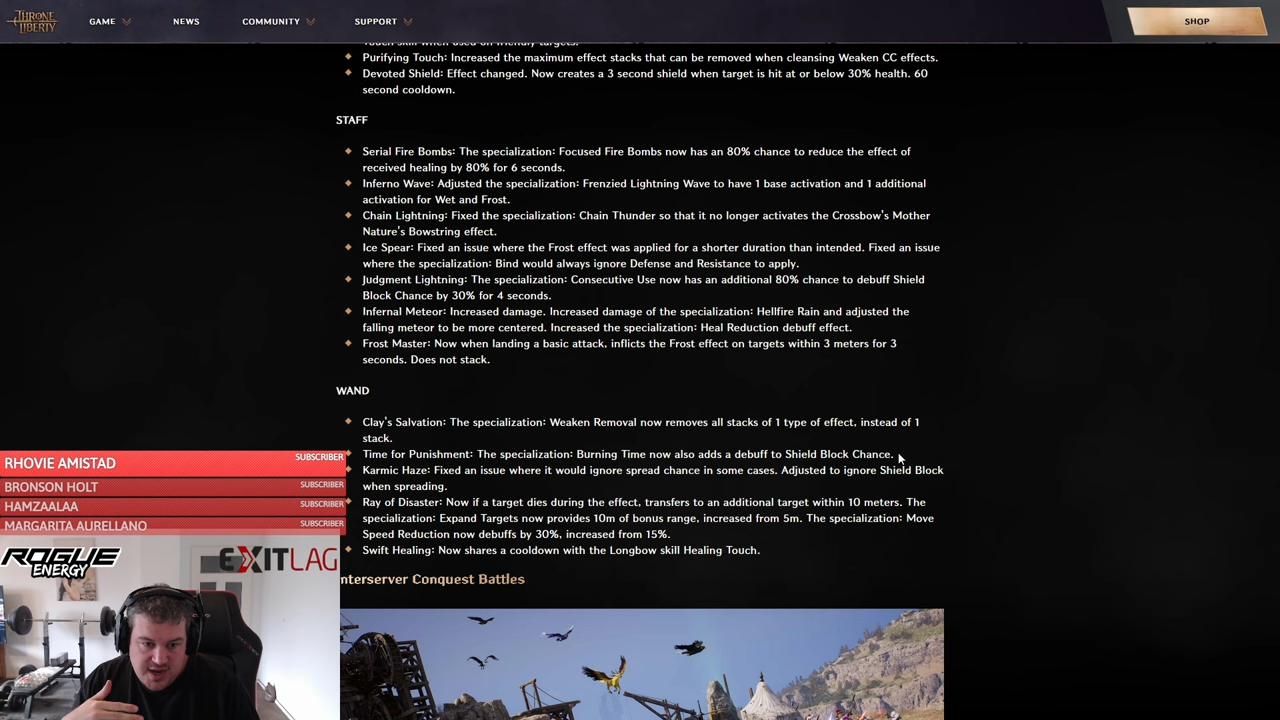 THRONE
LIBERTY
GAME
NEWS
COMMUNITY
SUPPORT
SHOP
Touch skill when used on friendly targets.
Purifying Touch: Increased the maximum effect stacks that can be removed when cleansing Weaken CC effects.
Devoted Shield: Effect changed. Now creates a 3 second shield when target is hit at or below 30% health. 60
second cooldown.
STAFF
Serial Fire Bombs: The specialization: Focused Fire Bombs now has an 80% chance to reduce the effect of
received healing by 80% for 6 seconds.
Inferno Wave: Adjusted the specialization: Frenzied Lightning Wave to have 1 base activation and 1 additional
activation for Wet and Frost.
Chain Lightning: Fixed the specialization: Chain Thunder so that it no longer activates the Crossbow's Mother
Nature's Bowstring effect.
Ice Spear: Fixed an issue where the Frost effect was applied for a shorter duration than intended. Fixed an issue
where the specialization: Bind would always ignore Defense and Resistance to apply.
Judgment Lightning: The specialization: Consecutive Use now has an additional 80% chance to debuff Shield
Block Chance by 30% for 4 seconds.
Infernal Meteor: Increased damage. Increased damage of the specialization: Hellfire Rain and adjusted the
falling meteor to be more centered. Increased the specialization: Heal Reduction debuff effect.
Frost Master: Now when landing a basic attack, inflicts the Frost effect on targets within 3 meters for 3
seconds. Does not stack.
WAND
Clay's Salvation: The specialization: Weaken Removal now removes all stacks of 1 type of effect, instead of 1
stack.
Time for Punishment: The specialization: Burning Time now also adds a debuff to Shield Block Chance.
Karmic Haze: Fixed an issue where it would ignore spread chance in some cases. Adjusted to ignore Shield Block
when spreading.
Ray of Disaster: Now if a target dies during the effect, transfers to an additional target within 10 meters. The
specialization: Expand Targets now provides 10m of bonus range, increased from 5m. The specialization: Move
Speed Reduction now debuffs by 30%, increased from 15%.
Swift Healing: Now shares a cooldown with the Longbow skill Healing Touch.
nterserver Conquest Battles
RHOVIE AMISTAD SUBSCRIBER
BRONSON HOLT SUBSCRIBER
HAMZAALAA SUBSCRIBER
MARGARITA AURELLANO SUBSCRIBER
ROGUE
ENERGY
EXITLAG